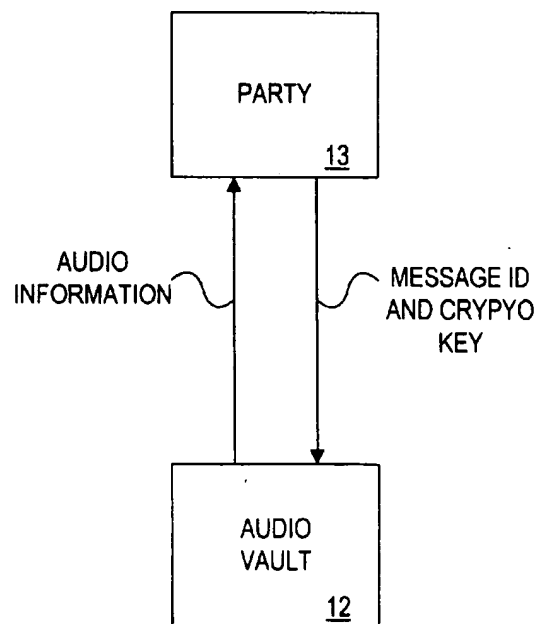 PARTY
13
AUDIO
INFORMATION
MESSAGE ID
AND CRYPYO
KEY
AUDIO
VAULT
12